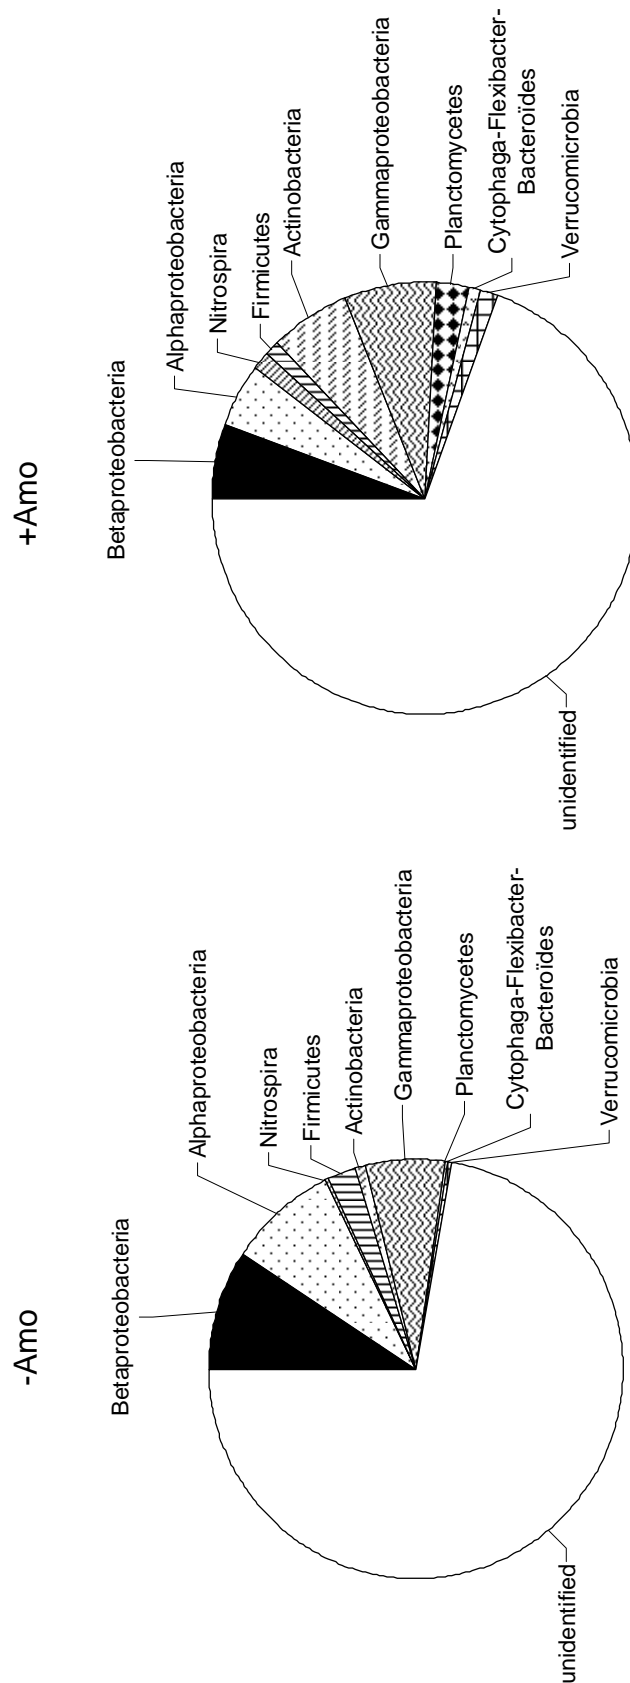 -Amo
Betaproteobacteria
Alphaproteobacteria
Nitrospira
Firmicutes
Actinobacteria
Gammaproteobacteria
Planctomycetes
Cytophaga-Flexibacter-
Bacteroïdes
Verrucomicrobia
unidentified
+Amo
Betaproteobacteria
Alphaproteobacteria
Nitrospira
Firmicutes
Actinobacteria
Gammaproteobacteria
Planctomycetes
Cytophaga-Flexibacter-
Bacteroïdes
Verrucomicrobia
unidentified